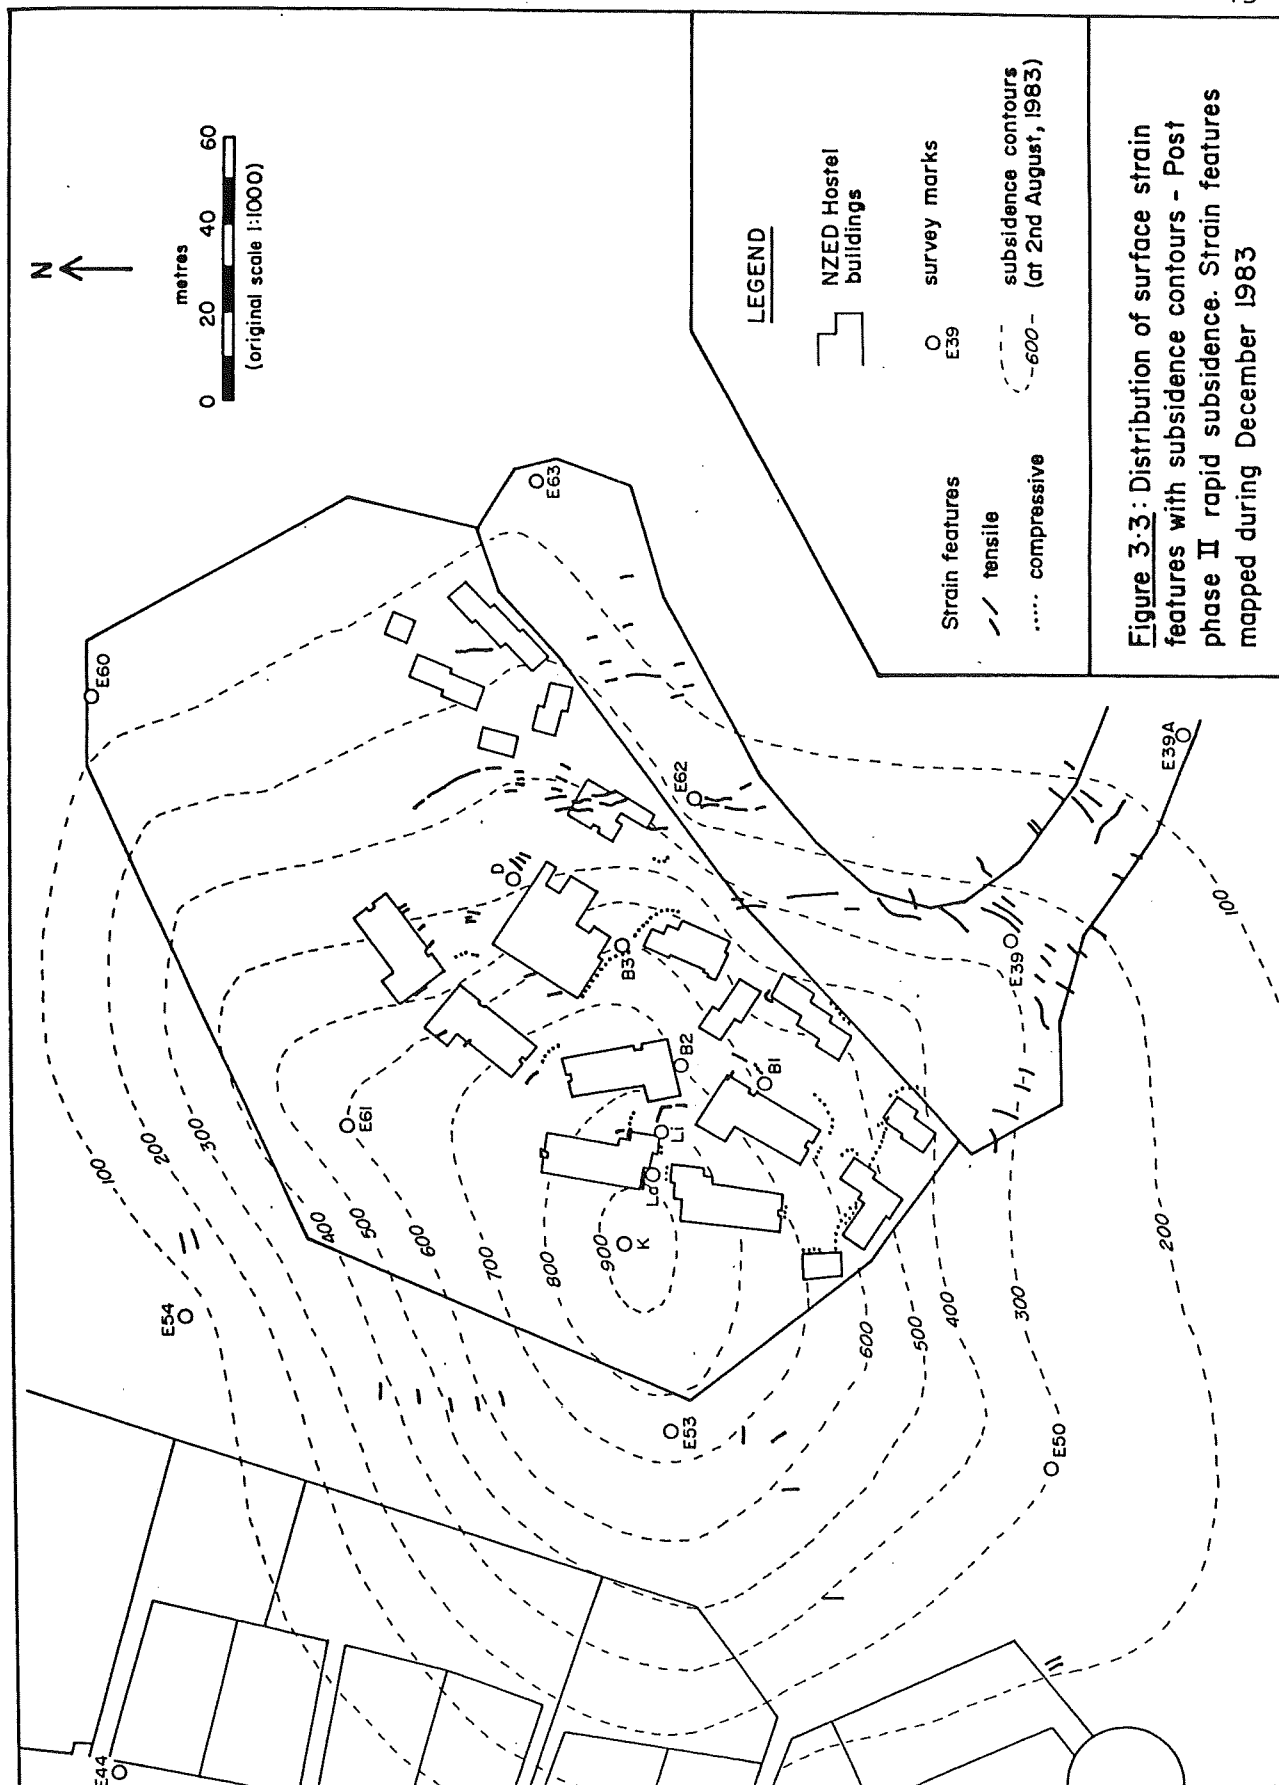 N
metres
0 20 40 60
(original scale 1:1000)
LEGEND
NZED Hostel
buildings
E39
survey marks
-600-
subsidence contours
(at 2nd August, 1983)
Strain features
tensile
compressive
Figure 3·3: Distribution of surface strain
features with subsidence contours - Post
phase II rapid subsidence. Strain features
mapped during December 1983
E44
E54
E60
E61
E63
E62
E53
E50
E39
E39A
D
B3
B2
B1
Li
La
K
100
200
300
400
500
600
700
800
900
600
500
400
300
200
100